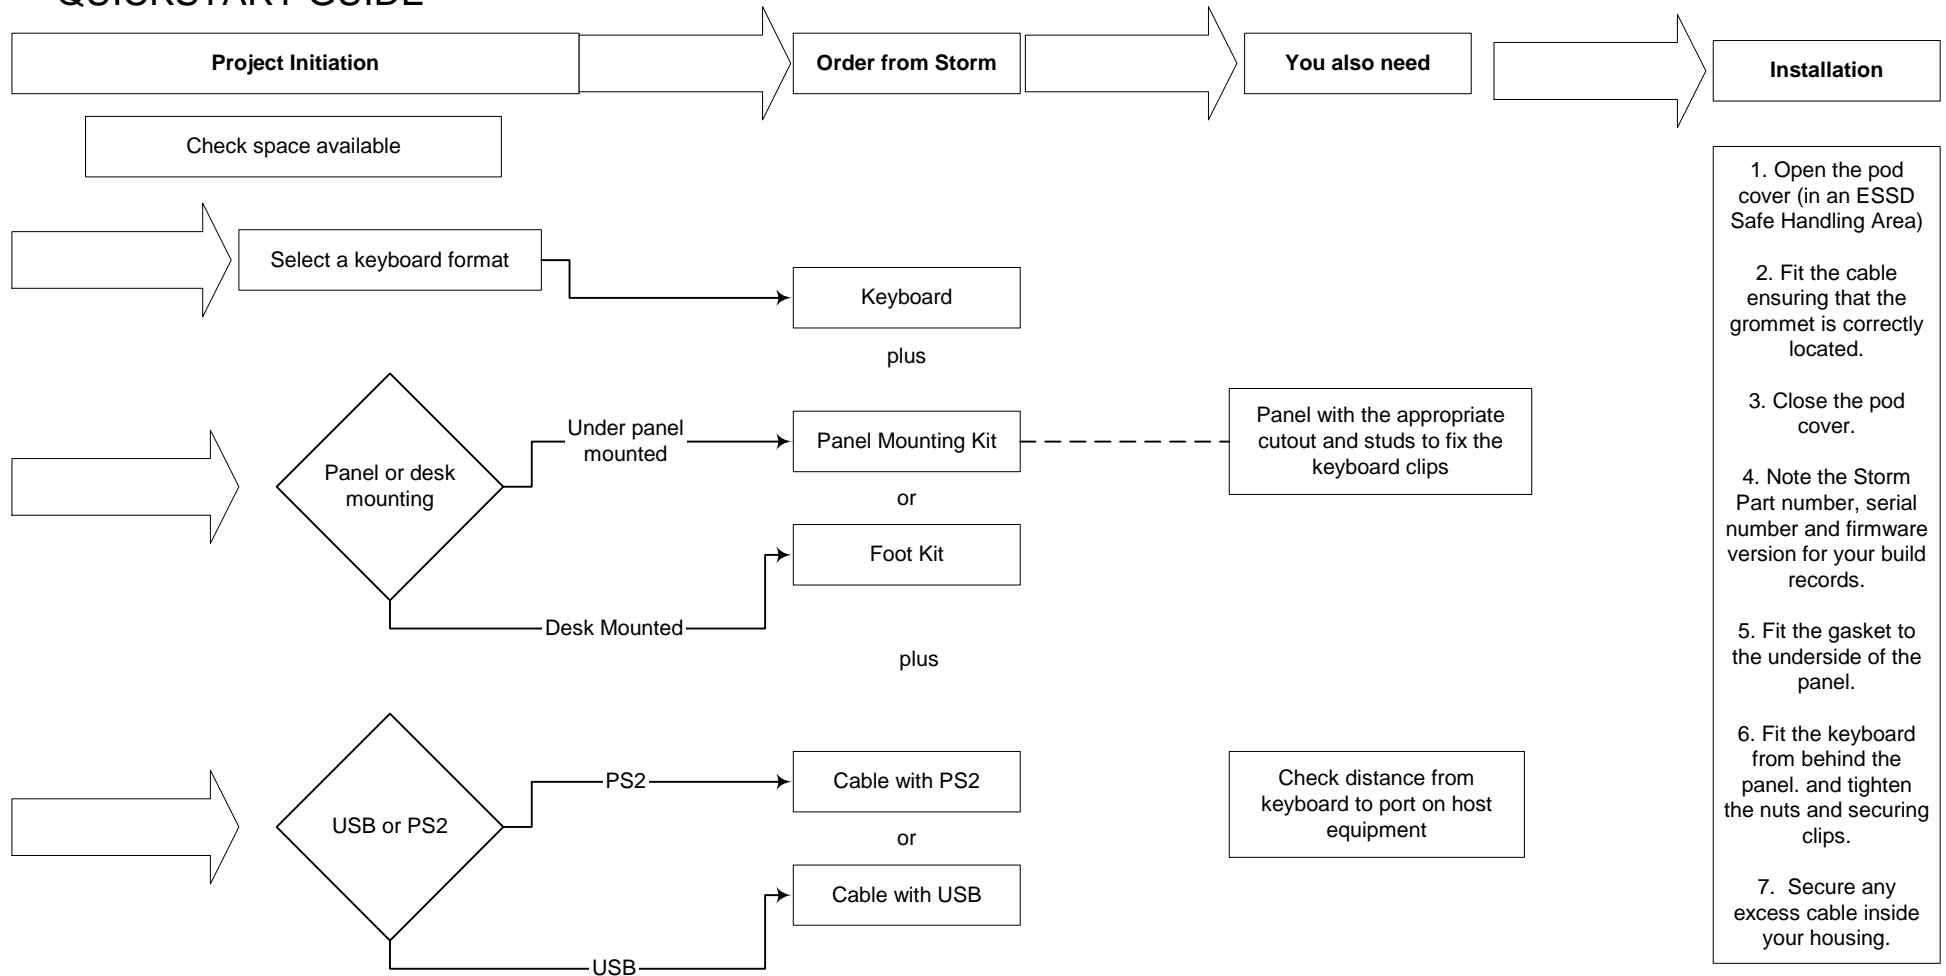 QUICKSTART GUIDE
Project Initiation
Order from Storm
You also need
Installation
Check space available
Select a keyboard format
Keyboard
plus
Panel or desk
mounting
Under panel
mounted
Panel Mounting Kit
Panel with the appropriate
cutout and studs to fix the
keyboard clips
or
Foot Kit
Desk Mounted
plus
USB or PS2
PS2
Cable with PS2
Check distance from
keyboard to port on host
equipment
or
Cable with USB
USB
1. Open the pod
cover (in an ESSD
Safe Handling Area)
2. Fit the cable
ensuring that the
grommet is correctly
located.
3. Close the pod
cover.
4. Note the Storm
Part number, serial
number and firmware
version for your build
records.
5. Fit the gasket to
the underside of the
panel.
6. Fit the keyboard
from behind the
panel. and tighten
the nuts and securing
clips.
7. Secure any
excess cable inside
your housing.